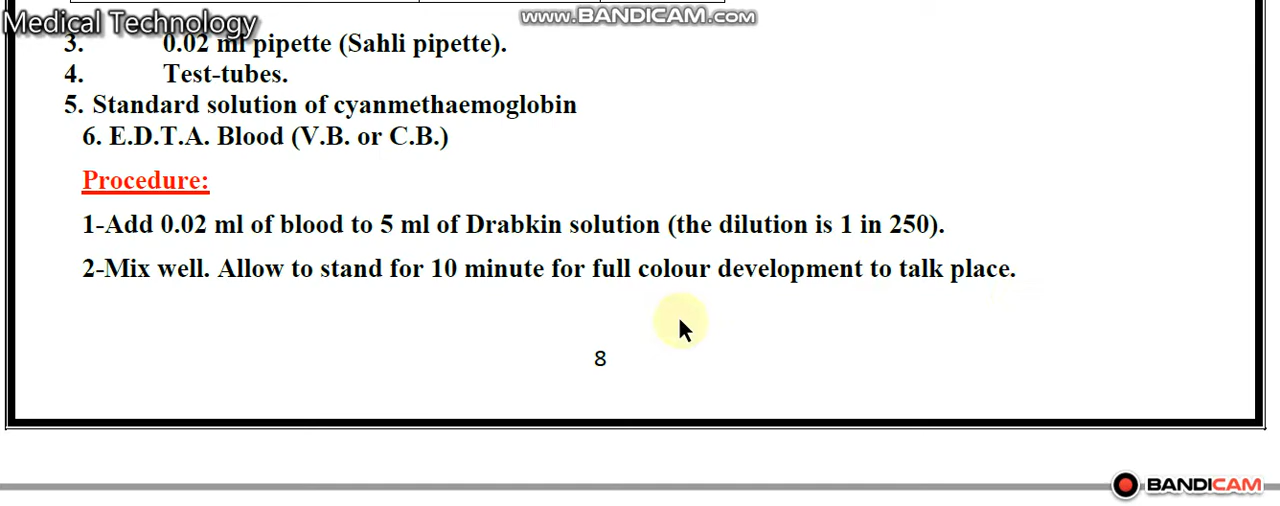 www.BANDICAM.com
Medical Technology
3. 0.02 ml pipette (Sahli pipette).
4. Test-tubes.
5. Standard solution of cyanmethaemoglobin
6. E.D.T.A. Blood (V.B. or C.B.)
Procedure:
1-Add 0.02 ml of blood to 5 ml of Drabkin solution (the dilution is 1 in 250).
2-Mix well. Allow to stand for 10 minute for full colour development to talk place.
8
BANDICAM